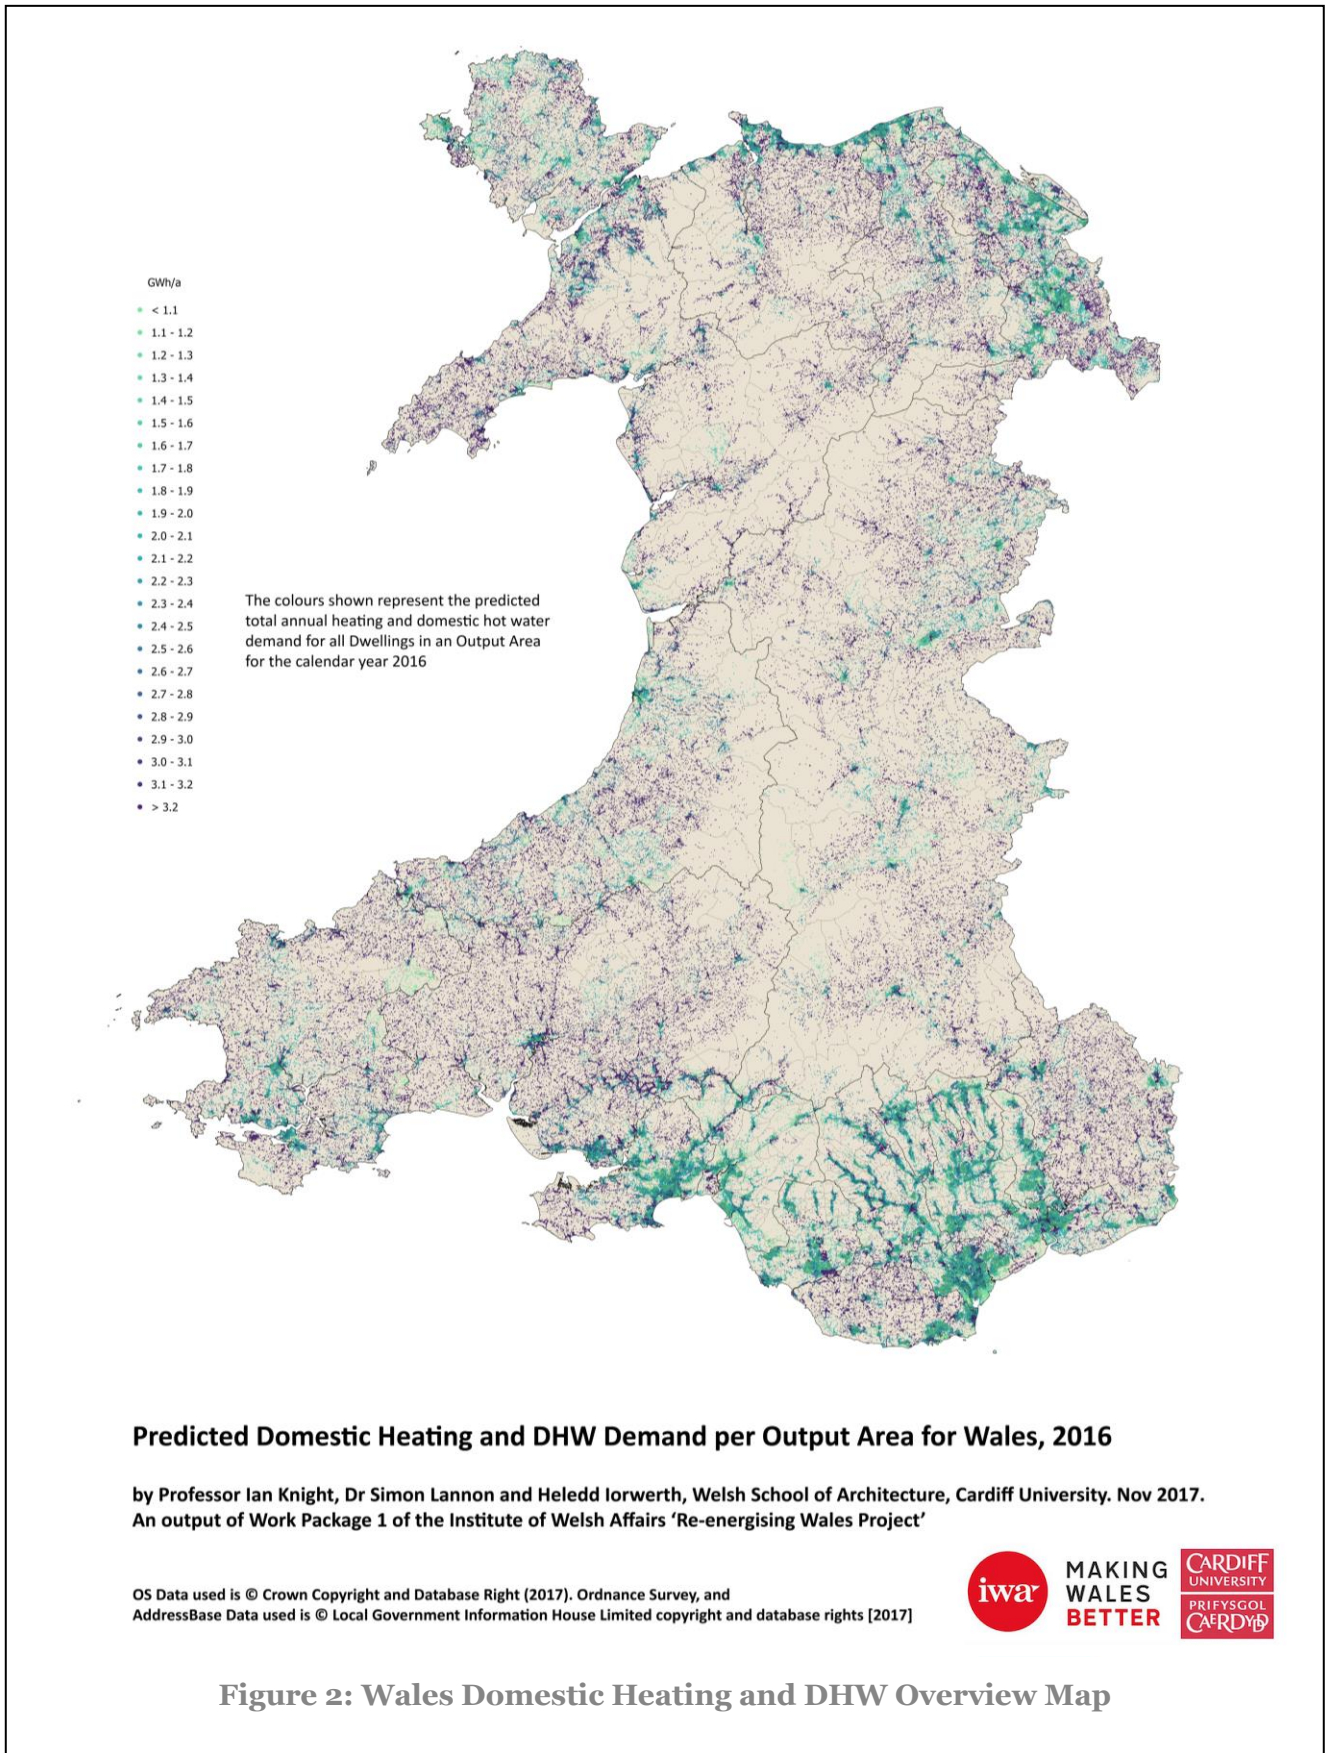 GWh/a
< 1.1
1.1 - 1.2
1.2 - 1.3
1.3 - 1.4
1.4 - 1.5
1.5 - 1.6
1.6 - 1.7
1.7 - 1.8
1.8 - 1.9
1.9 - 2.0
2.0 - 2.1
2.1 - 2.2
2.2 - 2.3
2.3 - 2.4
2.4 - 2.5
2.5 - 2.6
2.6 - 2.7
2.7 - 2.8
2.8 - 2.9
2.9 - 3.0
3.0 - 3.1
3.1 - 3.2
> 3.2
The colours shown represent the predicted
total annual heating and domestic hot water
demand for all Dwellings in an Output Area
for the calendar year 2016
Predicted Domestic Heating and DHW Demand per Output Area for Wales, 2016
by Professor Ian Knight, Dr Simon Lannon and Heledd Iorwerth, Welsh School of Architecture, Cardiff University. Nov 2017.
An output of Work Package 1 of the Institute of Welsh Affairs ‘Re-energising Wales Project’
OS Data used is © Crown Copyright and Database Right (2017). Ordnance Survey, and
AddressBase Data used is © Local Government Information House Limited copyright and database rights [2017]
iwa
MAKING
WALES
BETTER
CARDIFF
UNIVERSITY
PRIFYSGOL
CAERDYDD
Figure 2: Wales Domestic Heating and DHW Overview Map